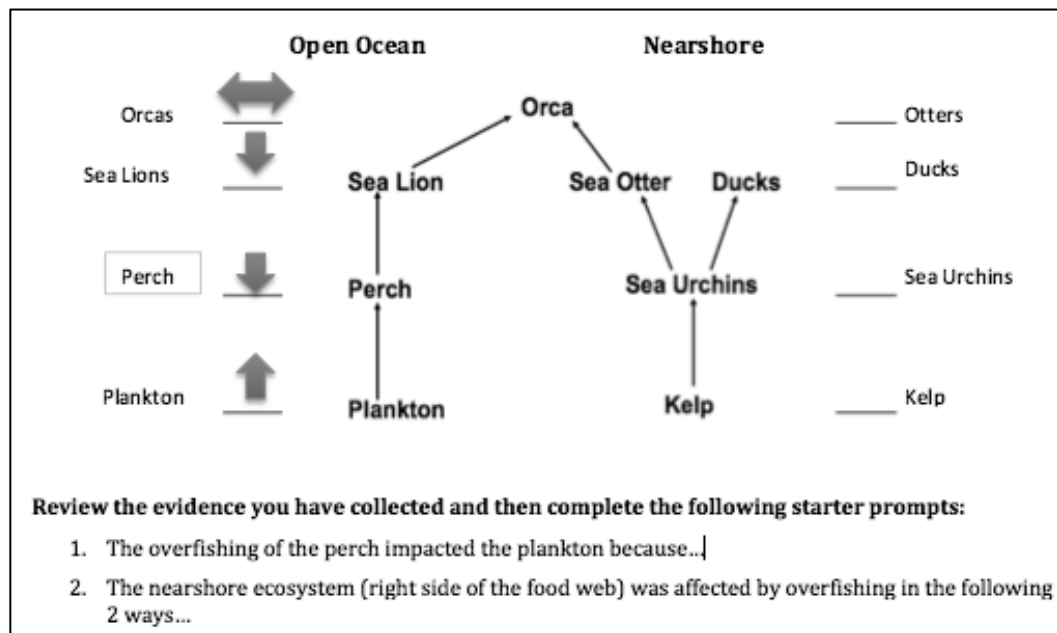 Open Ocean Nearshore
Orcas Orca Otters
Sea Lions Sea Lion Sea Otter Ducks Ducks
Perch Perch Sea Urchins Sea Urchins
Plankton Plankton Kelp Kelp
Review the evidence you have collected and then complete the following starter prompts:
1. The overfishing of the perch impacted the plankton because...
2. The nearshore ecosystem (right side of the food web) was affected by overfishing in the following
2 ways...